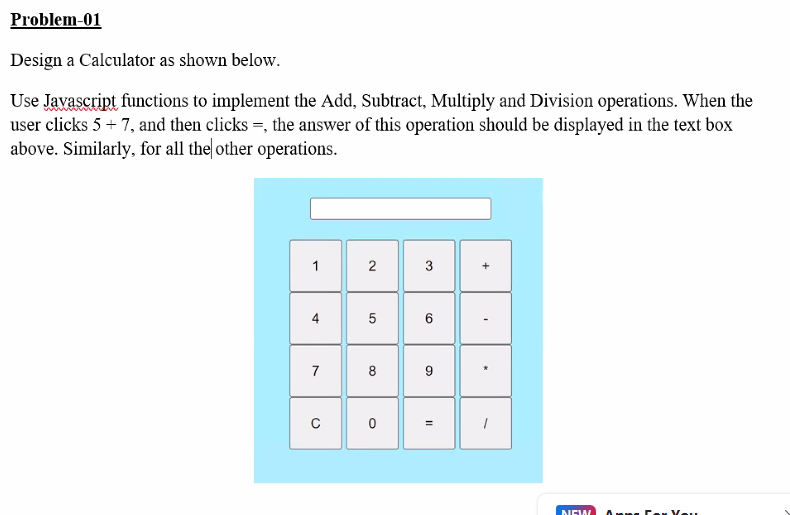 Problem-01
Design a Calculator as shown below.
Use Javascript functions to implement the Add, Subtract, Multiply and Division operations. When the
user clicks 5 + 7, and then clicks =, the answer of this operation should be displayed in the text box
above. Similarly, for all the other operations.
1 2 3 +
4 5 6 -
7 8 9 *
C 0 = /
NEW Apps For You